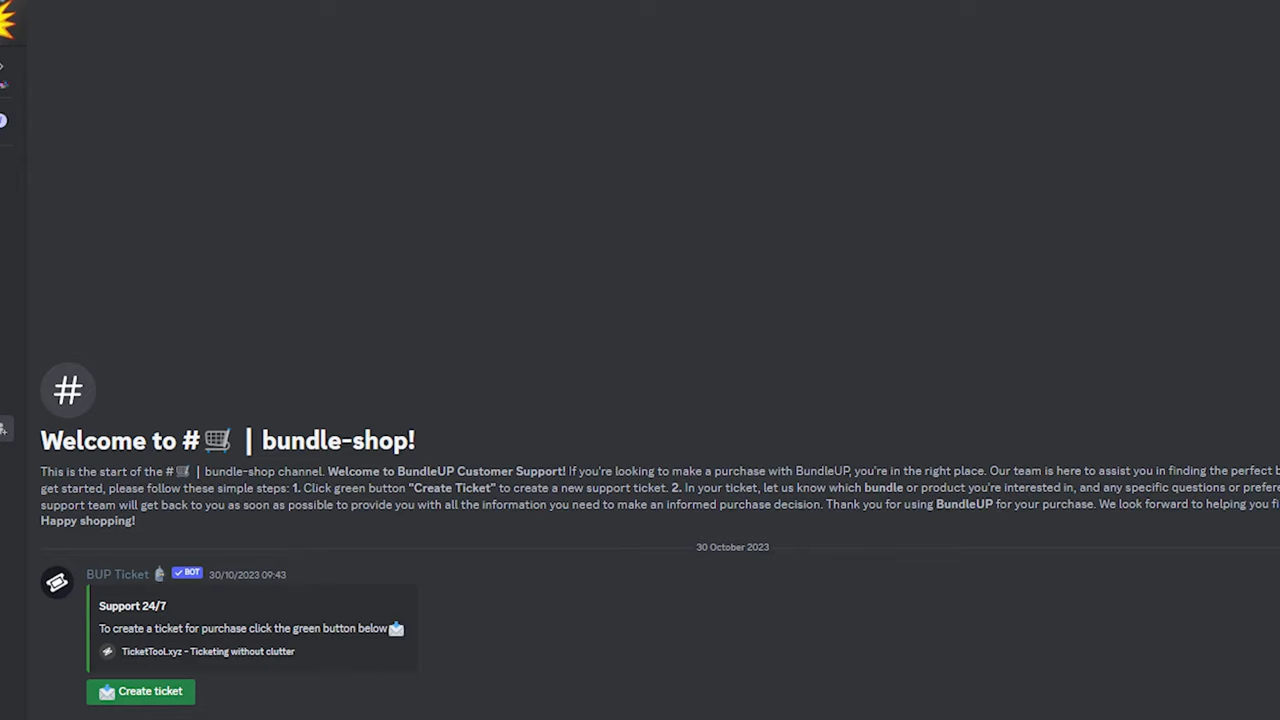 Welcome to #🛒 | bundle-shop!
This is the start of the #🛒 | bundle-shop channel. Welcome to BundleUP Customer Support! If you're looking to make a purchase with BundleUP, you're in the right place. Our team is here to assist you in finding the perfect
get started, please follow these simple steps: 1. Click green button "Create Ticket" to create a new support ticket. 2. In your ticket, let us know which bundle or product you're interested in, and any specific questions or
support team will get back to you as soon as possible to provide you with all the information you need to make an informed purchase decision. Thank you for using BundleUP for your purchase. We look forward to helping you
Happy shopping!
30 October 2023
BUP Ticket BOT 30/10/2023 09:43
Support 24/7
To create a ticket for purchase click the green button below📩
TicketTool.xyz - Ticketing without clutter
📩 Create ticket